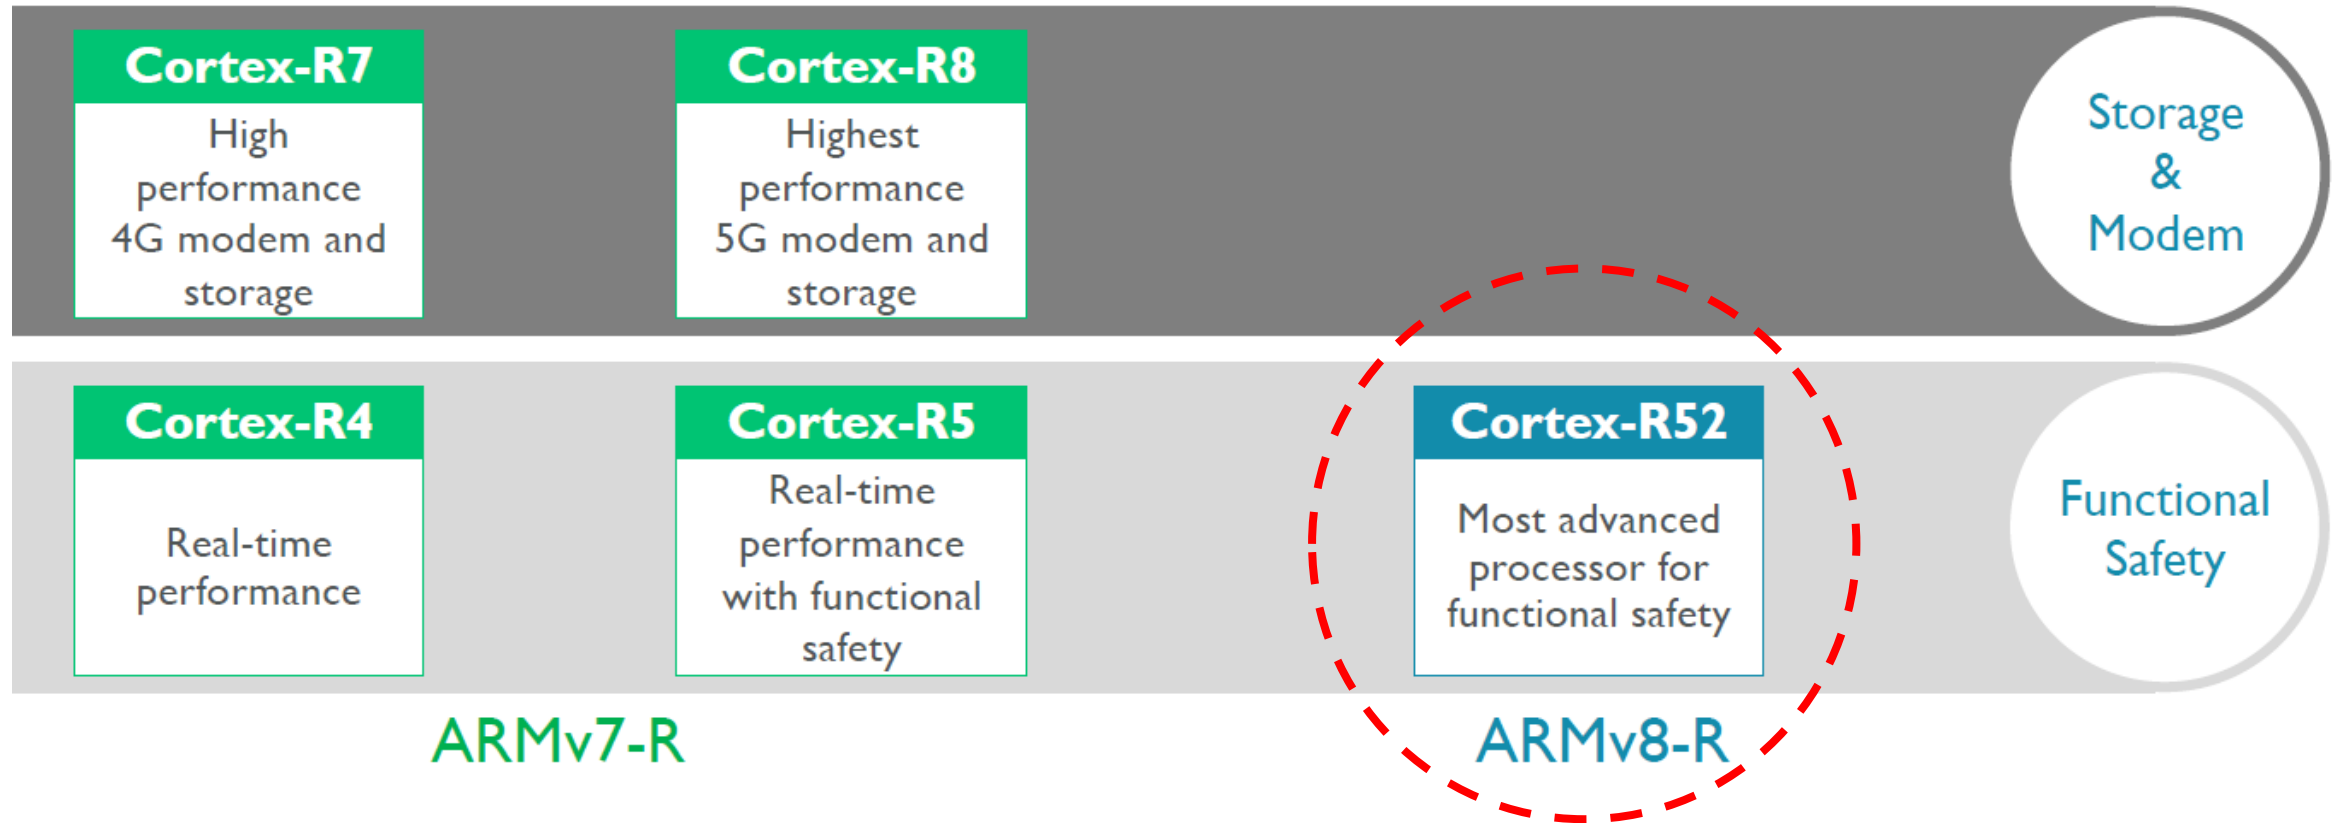 Cortex-R7
High
performance
4G modem and
storage
Cortex-R8
Highest
performance
5G modem and
storage
Storage
&
Modem
Cortex-R4
Real-time
performance
Cortex-R5
Real-time
performance
with functional
safety
Cortex-R52
Most advanced
processor for
functional safety
Functional
Safety
ARMv7-R
ARMv8-R